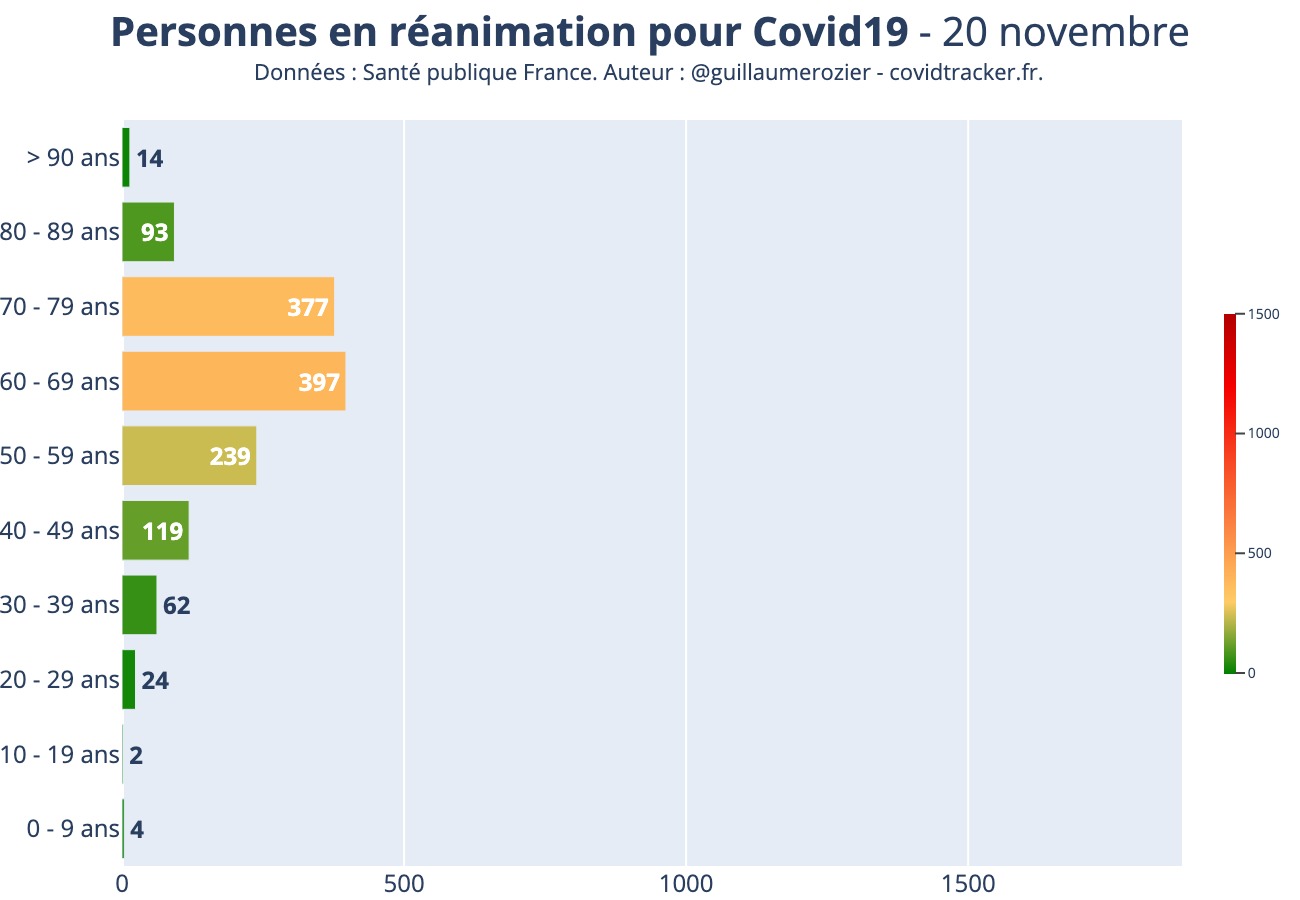 Personnes en réanimation pour Covid19 - 20 novembre
Données : Santé publique France. Auteur : @guillaumerozier - covidtracker.fr.
> 90 ans 14
80 - 89 ans 93
70 - 79 ans 377
60 - 69 ans 397
50 - 59 ans 239
40 - 49 ans 119
30 - 39 ans 62
20 - 29 ans 24
10 - 19 ans 2
0 - 9 ans 4
0 500 1000 1500
1500
1000
500
0